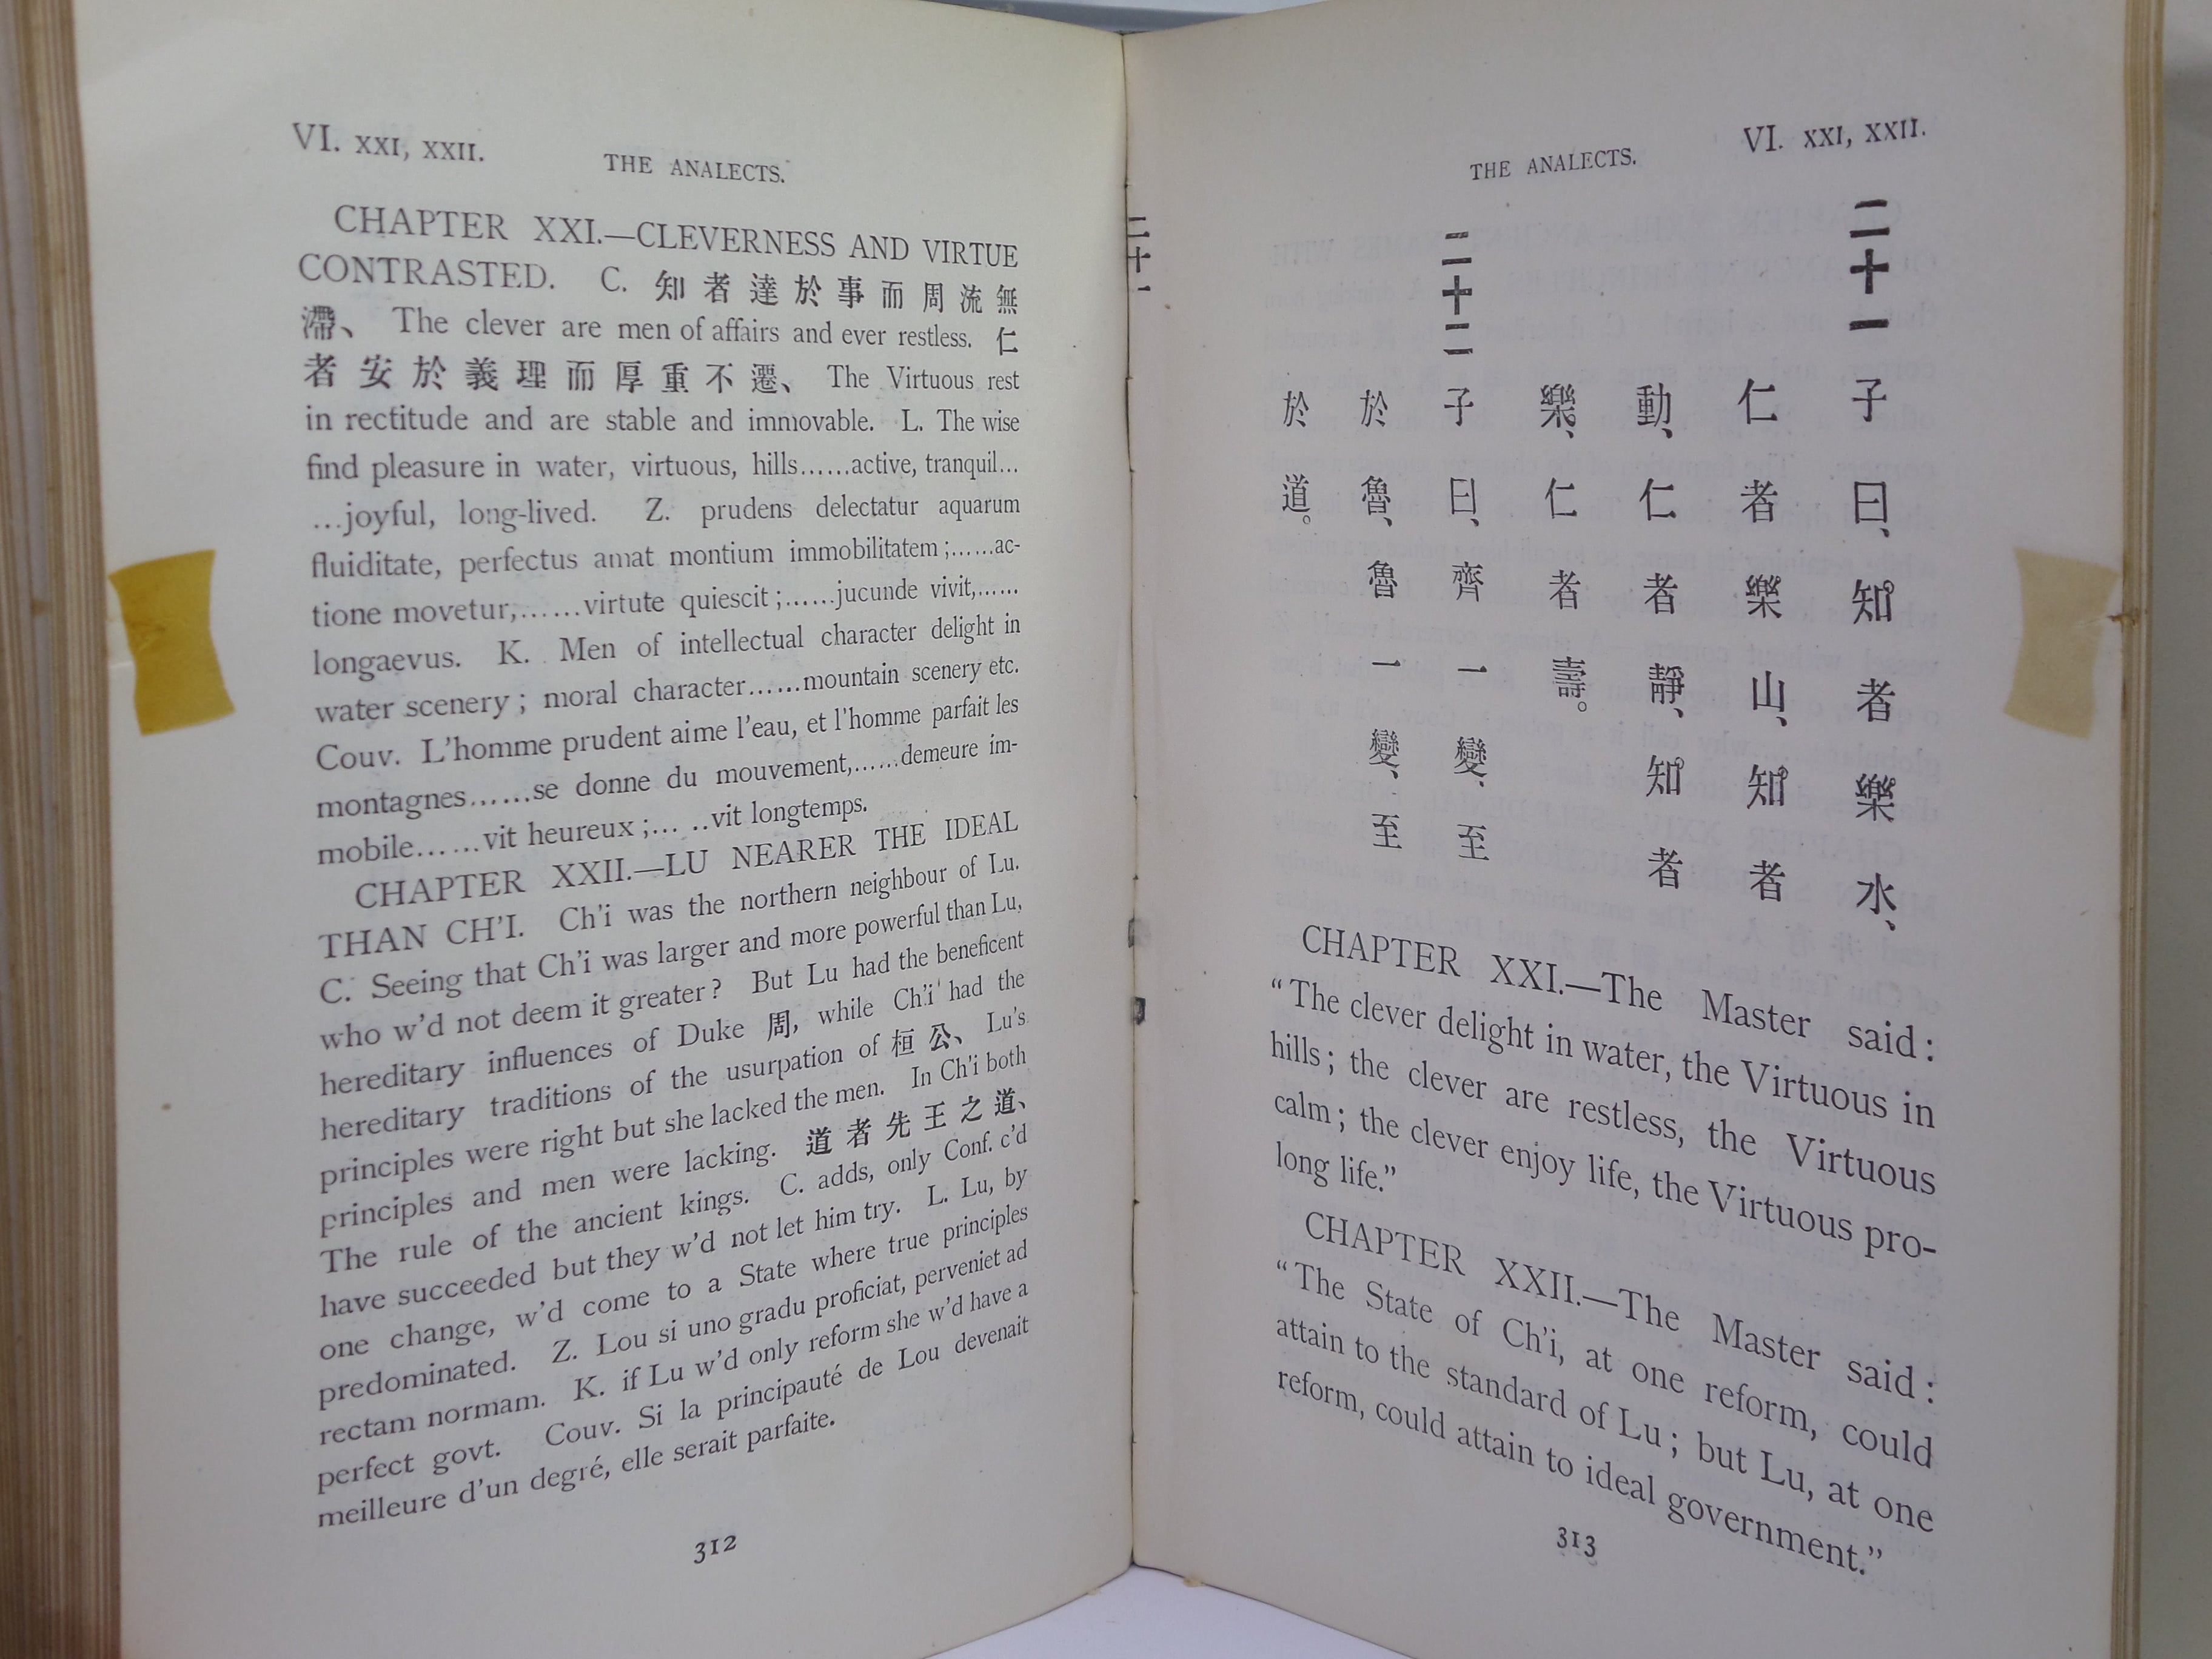 VI. XXI, XXII.
THE ANALECTS.
CHAPTER XXI.—CLEVERNESS AND VIRTUE
CONTRASTED. C. 知者達於事而周流無
滯、 The clever are men of affairs and ever restless. 仁
者安於義理而厚重不遷、 The Virtuous rest
in rectitude and are stable and immovable. L. The wise
find pleasure in water, virtuous, hills......active, tranquil...
...joyful, long-lived. Z. prudens delectatur aquarum
fluiditate, perfectus amat montium immobilitatem ;......ac-
tione movetur,......virtute quiescit ;......jucunde vivit,......
longaevus. K. Men of intellectual character delight in
water scenery ; moral character......mountain scenery etc.
Couv. L'homme prudent aime l'eau, et l'homme parfait les
montagnes......se donne du mouvement,......demeure im-
mobile......vit heureux ;... ..vit longtemps.
CHAPTER XXII.—LU NEARER THE IDEAL
THAN CH'I. Ch'i was the northern neighbour of Lu.
C. Seeing that Ch'i was larger and more powerful than Lu,
who w'd not deem it greater ? But Lu had the beneficent
hereditary influences of Duke 周, while Ch'i had the
hereditary traditions of the usurpation of 桓公、 Lu's
principles were right but she lacked the men. In Ch'i both
principles and men were lacking. 道者先王之道、
The rule of the ancient kings. C. adds, only Conf. c'd
have succeeded but they w'd not let him try. L. Lu, by
one change, w'd come to a State where true principles
predominated. Z. Lou si uno gradu proficiat, perveniet ad
rectam normam. K. if Lu w'd only reform she w'd have a
perfect govt. Couv. Si la principauté de Lou devenait
meilleure d'un degré, elle serait parfaite.
312
二十一
THE ANALECTS.
VI. XXI, XXII.
二十一
子曰、知者樂水、
仁者樂山、知者
動、仁者靜、知者
樂、仁者壽。
二十二
子曰、齊一變、至
於魯、魯一變、至
於道。
CHAPTER XXI.—The Master said :
“ The clever delight in water, the Virtuous in
hills ; the clever are restless, the Virtuous
calm ; the clever enjoy life, the Virtuous pro-
long life.”
CHAPTER XXII.—The Master said :
“ The State of Ch'i, at one reform, could
attain to the standard of Lu ; but Lu, at one
reform, could attain to ideal government.”
313